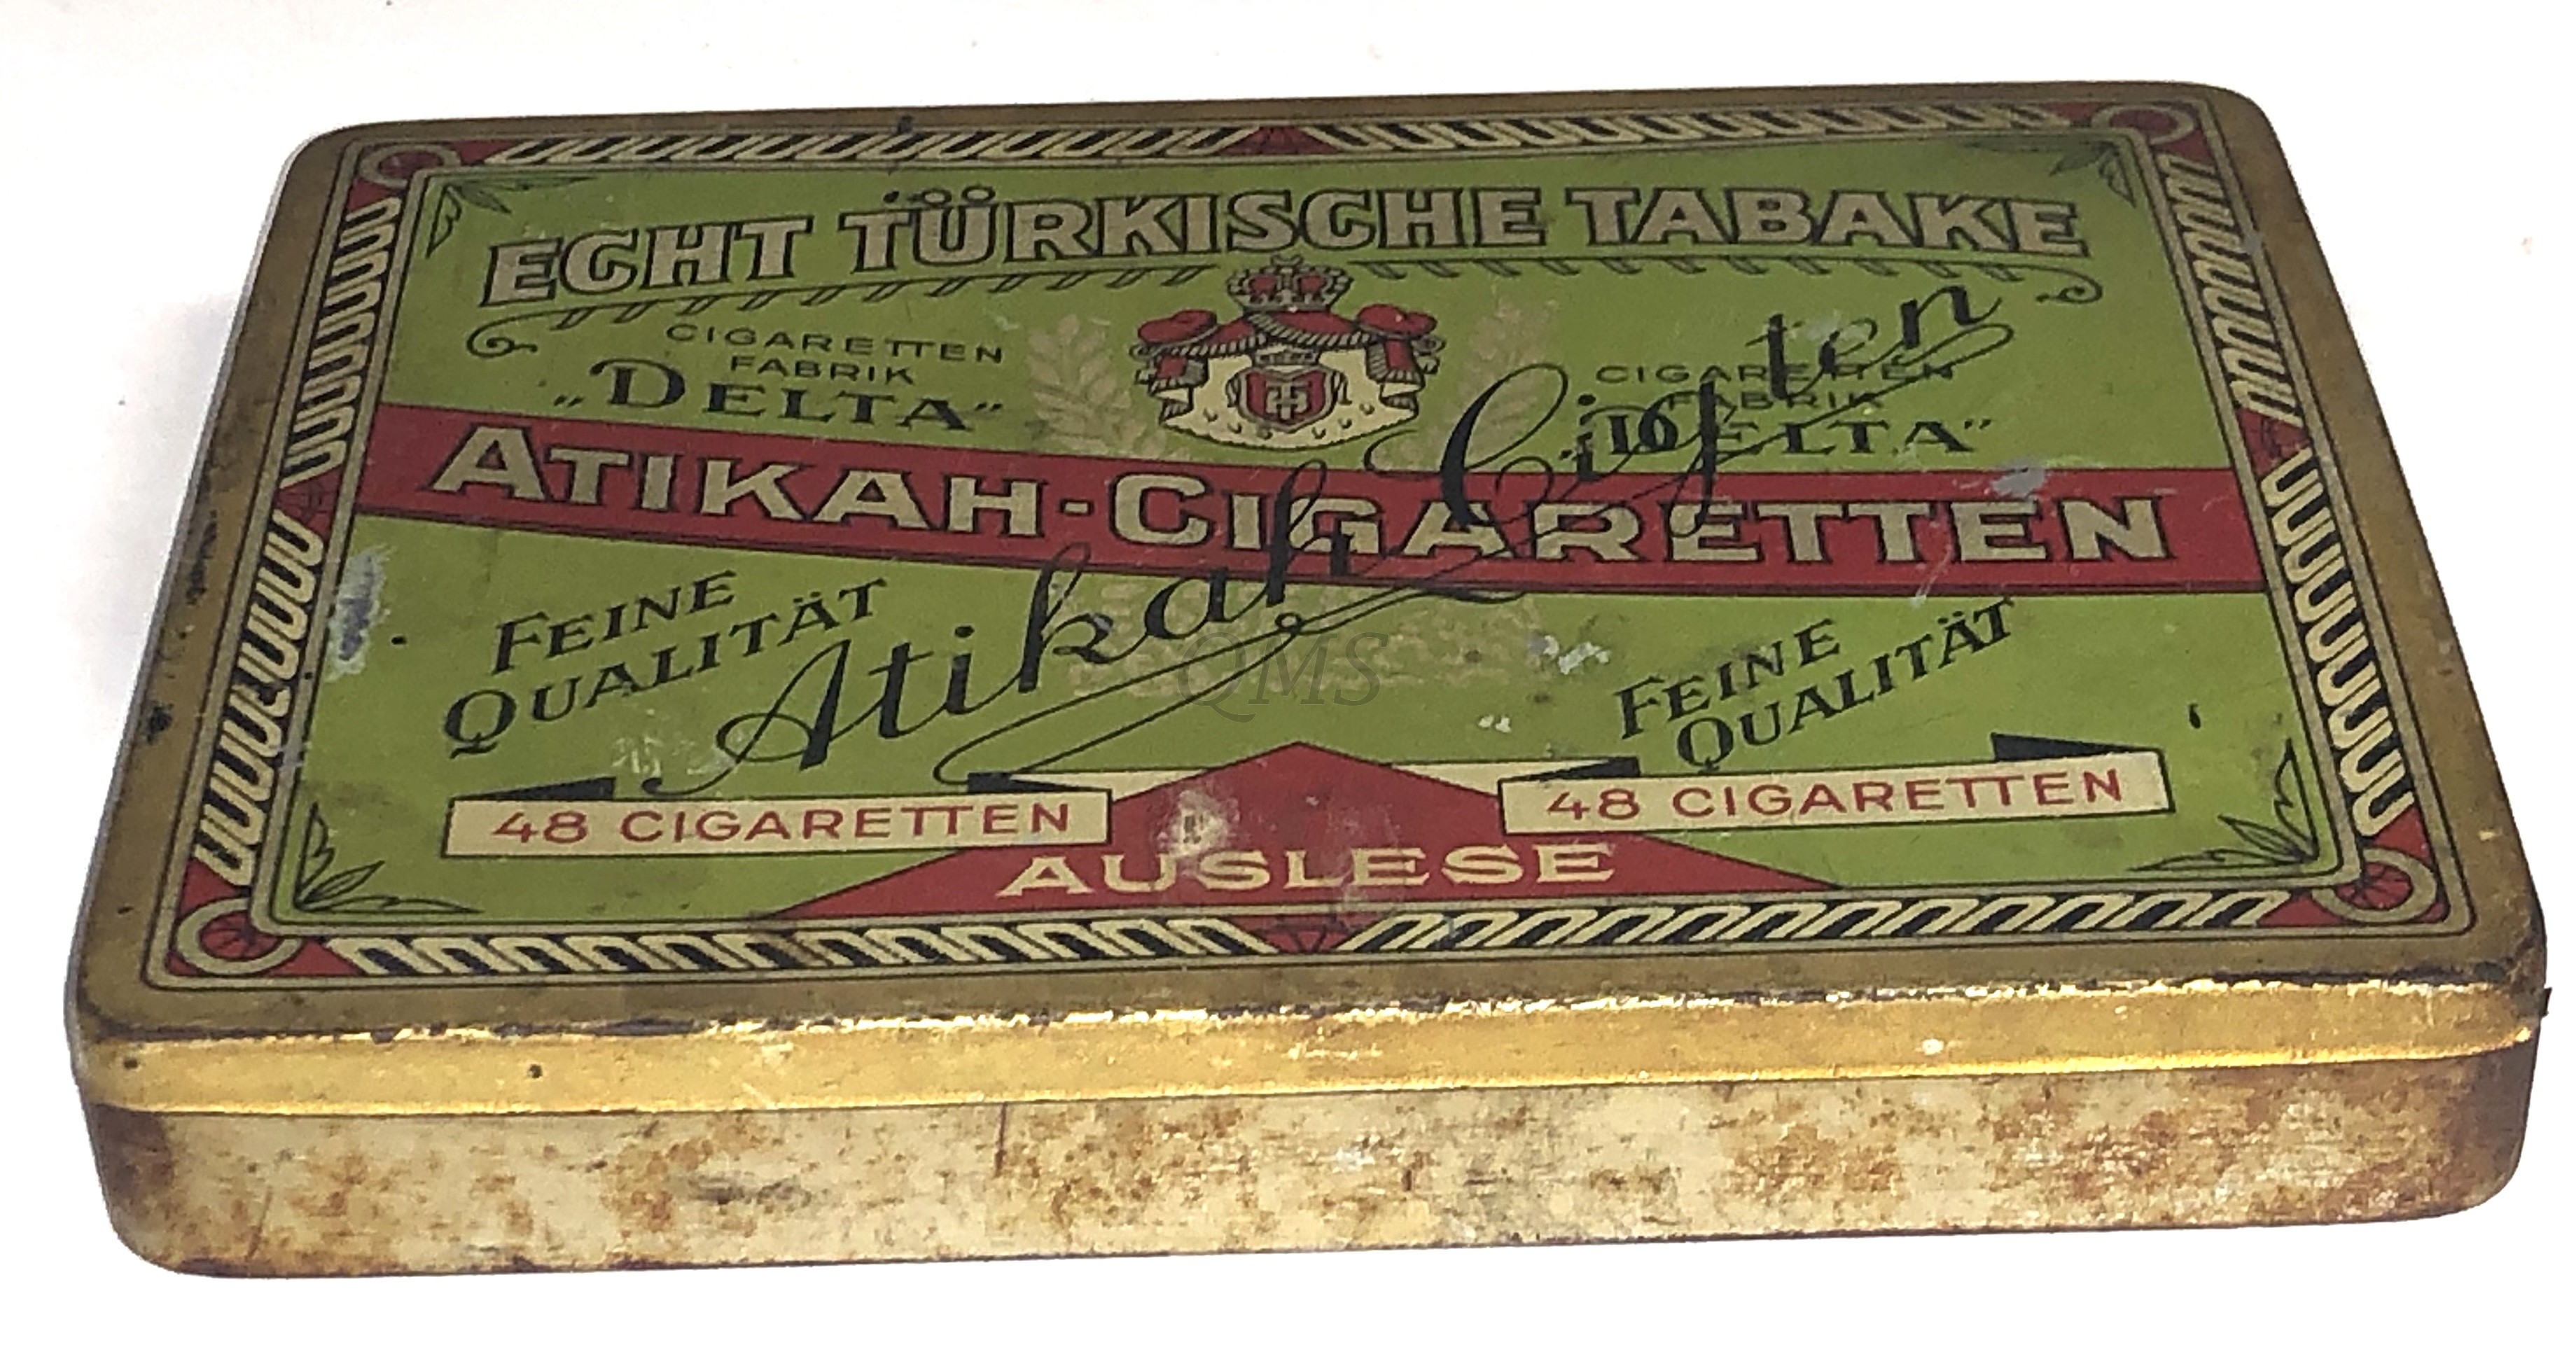 ECHT TÜRKISCHE TABAKE
CIGARETTEN
FABRIK
„DELTA”
CIGARETTEN
FABRIK
„DELTA”
ATIKAH-CIGARETTEN
Atikah
FEINE
QUALITÄT
FEINE
QUALITÄT
QMS
48 CIGARETTEN
48 CIGARETTEN
AUSLESE